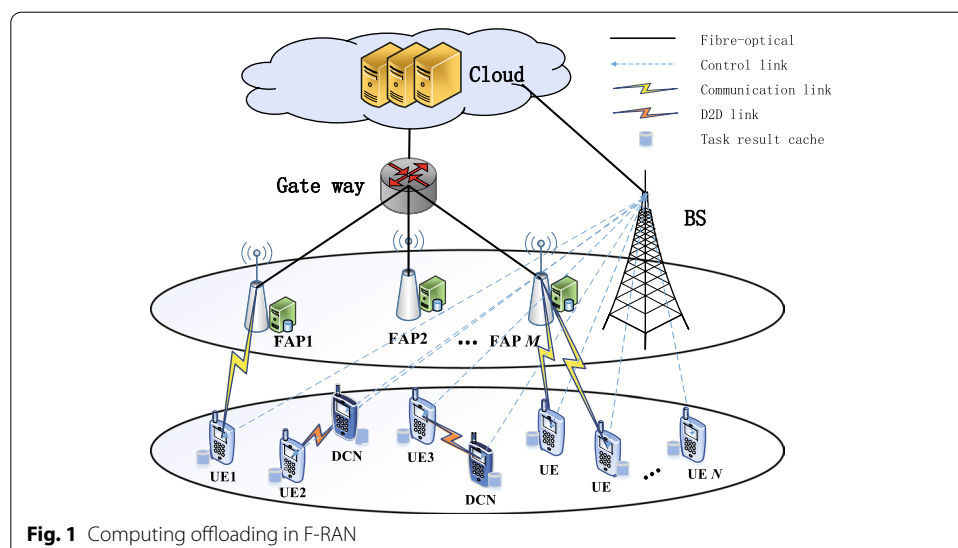 Cloud
Fibre-optical
Control link
Communication link
D2D link
Task result cache
Gate way
BS
FAP1
FAP2
... FAP M
UE1
UE2
DCN
UE3
DCN
UE
UE
...
UE N
Fig. 1 Computing offloading in F-RAN